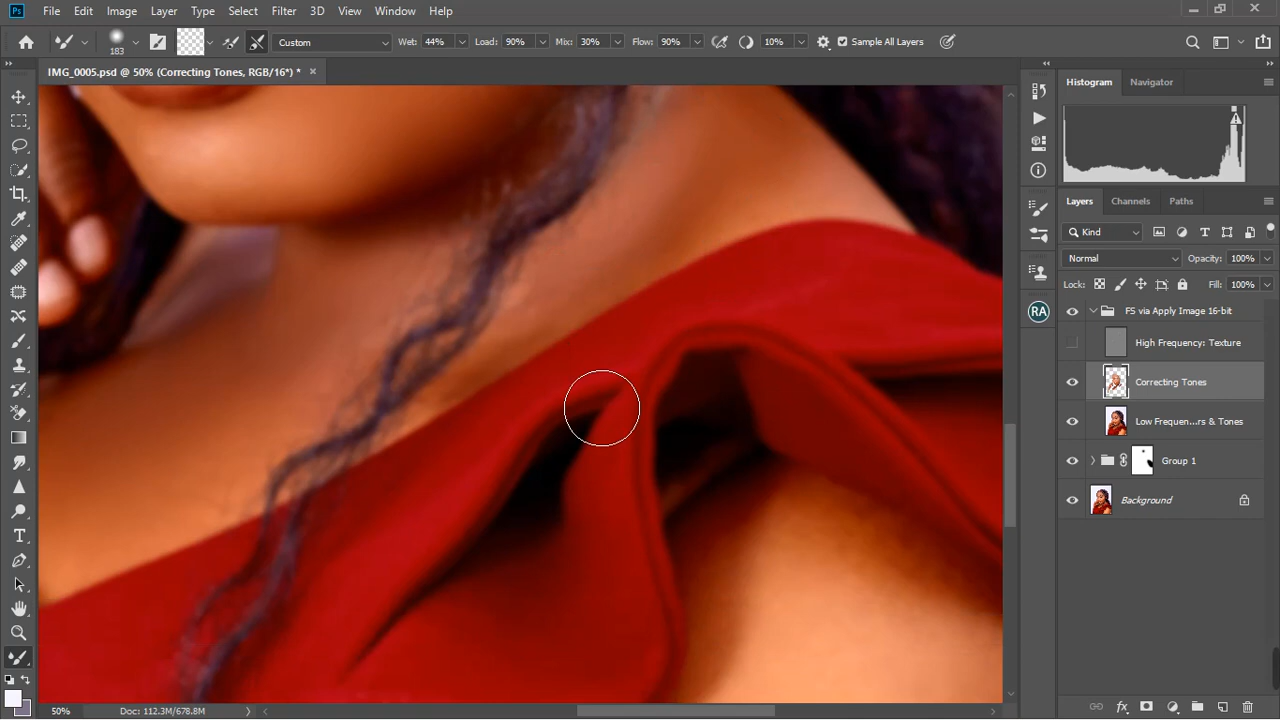 Ps File Edit Image Layer Type Select Filter 3D View Window Help
183 Custom Wet: 44% Load: 90% Mix: 30% Flow: 90% 10% Sample All Layers
IMG_0005.psd @ 50% (Correcting Tones, RGB/16*) *
Histogram Navigator
Layers Channels Paths
Kind
Normal Opacity: 100%
Lock: Fill: 100%
RA
FS via Apply Image 16-bit
High Frequency: Texture
Correcting Tones
Low Frequen...rs & Tones
Group 1
Background
50% Doc: 112.3M/678.8M